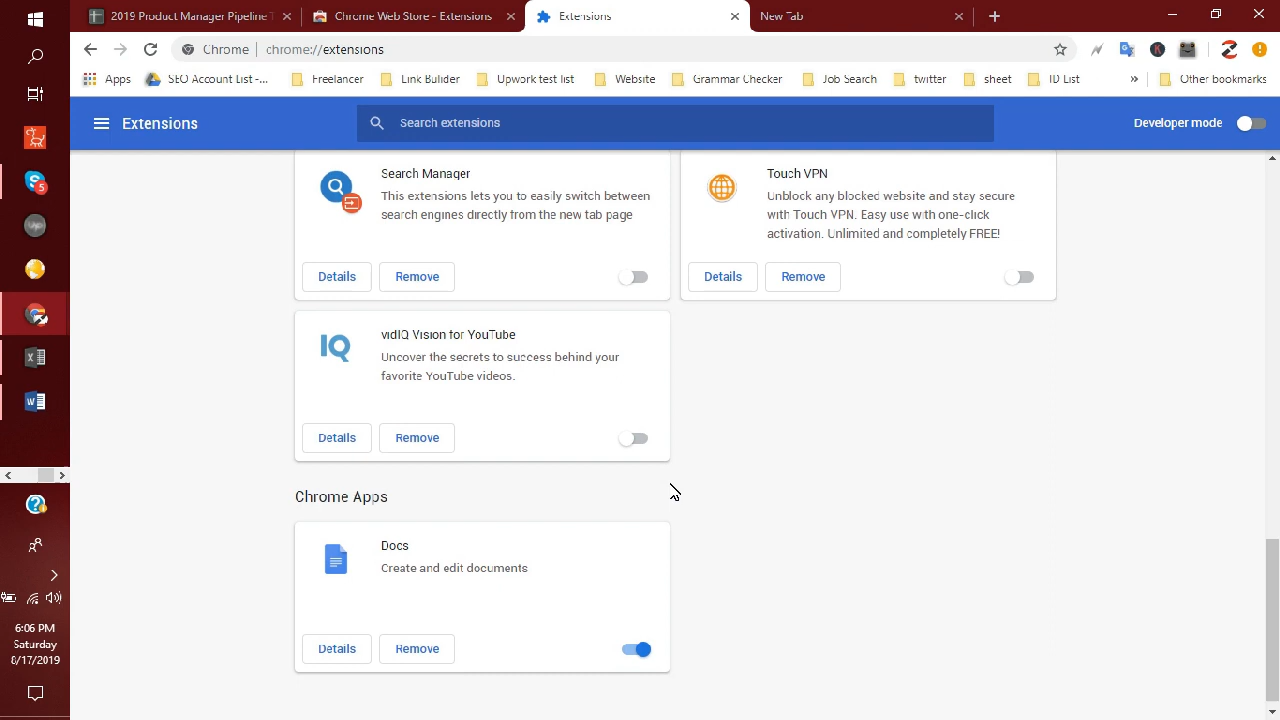 2019 Product Manager Pipeline T
Chrome Web Store - Extensions
Extensions
New Tab
Chrome
chrome://extensions
Apps
SEO Account List -...
Freelancer
Link Builder
Upwork test list
Website
Grammar Checker
Job Search
twitter
sheet
ID List
»
Other bookmarks
Extensions
Search extensions
Developer mode
Search Manager
This extensions lets you to easily switch between
search engines directly from the new tab page
Details
Remove
Touch VPN
Unblock any blocked website and stay secure
with Touch VPN. Easy use with one-click
activation. Unlimited and completely FREE!
Details
Remove
IQ
vidIQ Vision for YouTube
Uncover the secrets to success behind your
favorite YouTube videos.
Details
Remove
Chrome Apps
Docs
Create and edit documents
Details
Remove
5
6:06 PM
Saturday
8/17/2019